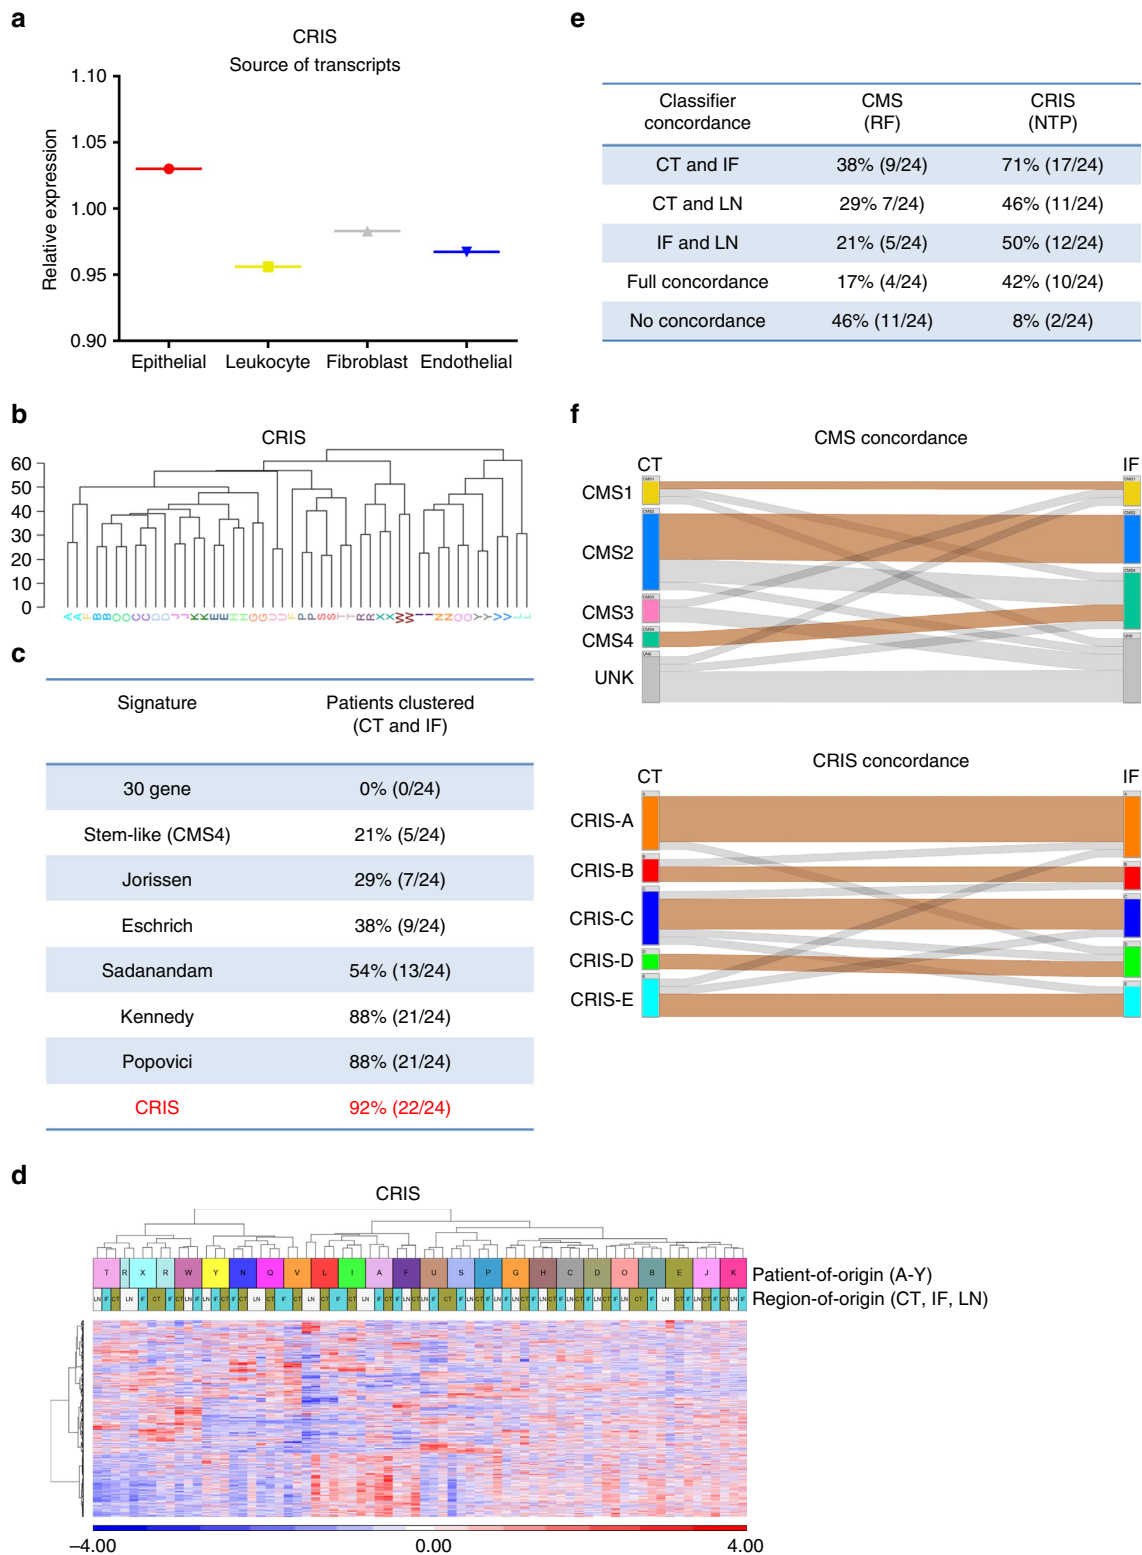 a
CRIS
Source of transcripts
1.10
1.05
1.00
0.95
0.90
Relative expression
Epithelial Leukocyte Fibroblast Endothelial
b
CRIS
60
50
40
30
20
10
0
A A F B B O O C C D D J J K K E E H H G G U U F P P S S T T R R X X W W I I N N Q Q Y Y V V L L
c
Signature Patients clustered
(CT and IF)
30 gene 0% (0/24)
Stem-like (CMS4) 21% (5/24)
Jorissen 29% (7/24)
Eschrich 38% (9/24)
Sadanandam 54% (13/24)
Kennedy 88% (21/24)
Popovici 88% (21/24)
CRIS 92% (22/24)
d
CRIS
T R X R W Y N Q V L I A F U S P G H C D O B E J K
Patient-of-origin (A-Y)
Region-of-origin (CT, IF, LN)
−4.00 0.00 4.00
e
Classifier CMS CRIS
concordance (RF) (NTP)
CT and IF 38% (9/24) 71% (17/24)
CT and LN 29% 7/24) 46% (11/24)
IF and LN 21% (5/24) 50% (12/24)
Full concordance 17% (4/24) 42% (10/24)
No concordance 46% (11/24) 8% (2/24)
f
CMS concordance
CT IF
CMS1
CMS2
CMS3
CMS4
UNK
CRIS concordance
CT IF
CRIS-A
CRIS-B
CRIS-C
CRIS-D
CRIS-E